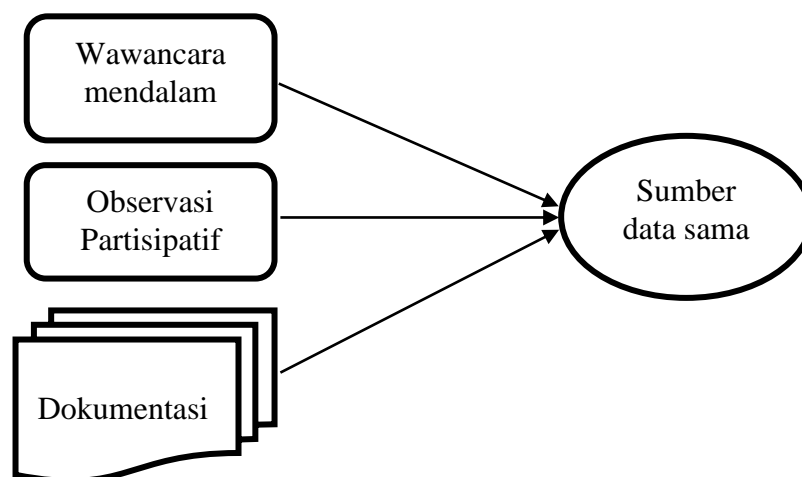 Wawancara
mendalam
Observasi
Partisipatif
Dokumentasi
Sumber
data sama